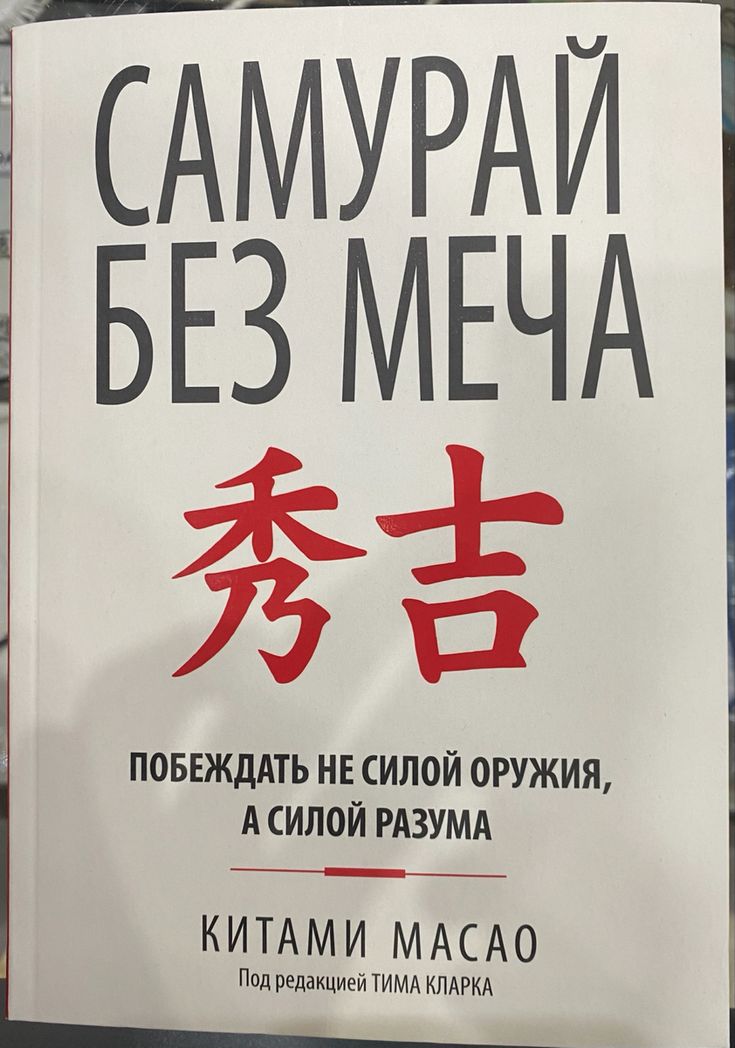 САМУРАЙ
БЕЗ МЕЧА
秀吉
ПОБЕЖДАТЬ НЕ СИЛОЙ ОРУЖИЯ,
А СИЛОЙ РАЗУМА
КИТАМИ МАСАО
Под редакцией ТИМА КЛАРКА